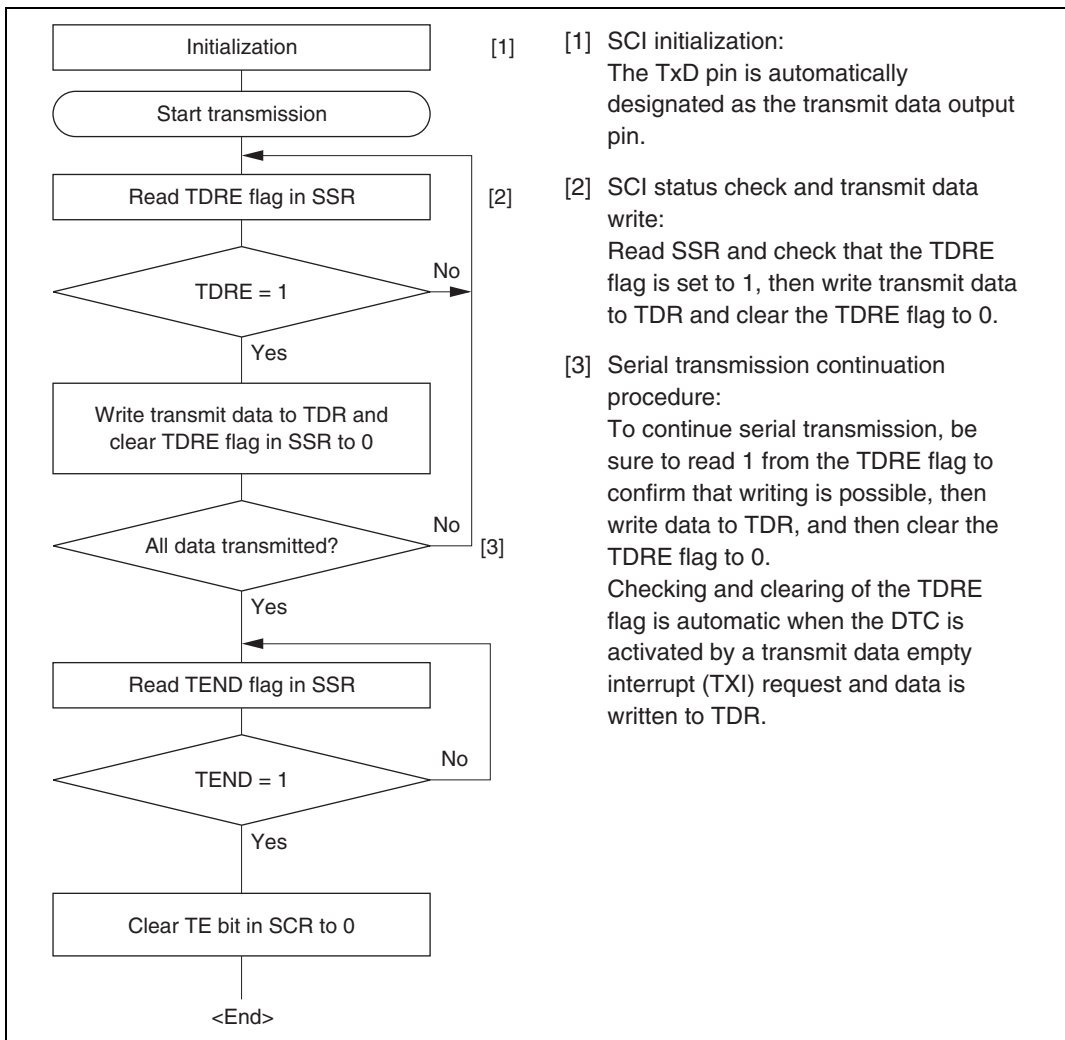 Initialization
[1]
Start transmission
Read TDRE flag in SSR
[2]
TDRE = 1
No
Yes
Write transmit data to TDR and
clear TDRE flag in SSR to 0
All data transmitted?
No
[3]
Yes
Read TEND flag in SSR
TEND = 1
No
Yes
Clear TE bit in SCR to 0
<End>
[1] SCI initialization:
The TxD pin is automatically
designated as the transmit data output
pin.
[2] SCI status check and transmit data
write:
Read SSR and check that the TDRE
flag is set to 1, then write transmit data
to TDR and clear the TDRE flag to 0.
[3] Serial transmission continuation
procedure:
To continue serial transmission, be
sure to read 1 from the TDRE flag to
confirm that writing is possible, then
write data to TDR, and then clear the
TDRE flag to 0.
Checking and clearing of the TDRE
flag is automatic when the DTC is
activated by a transmit data empty
interrupt (TXI) request and data is
written to TDR.